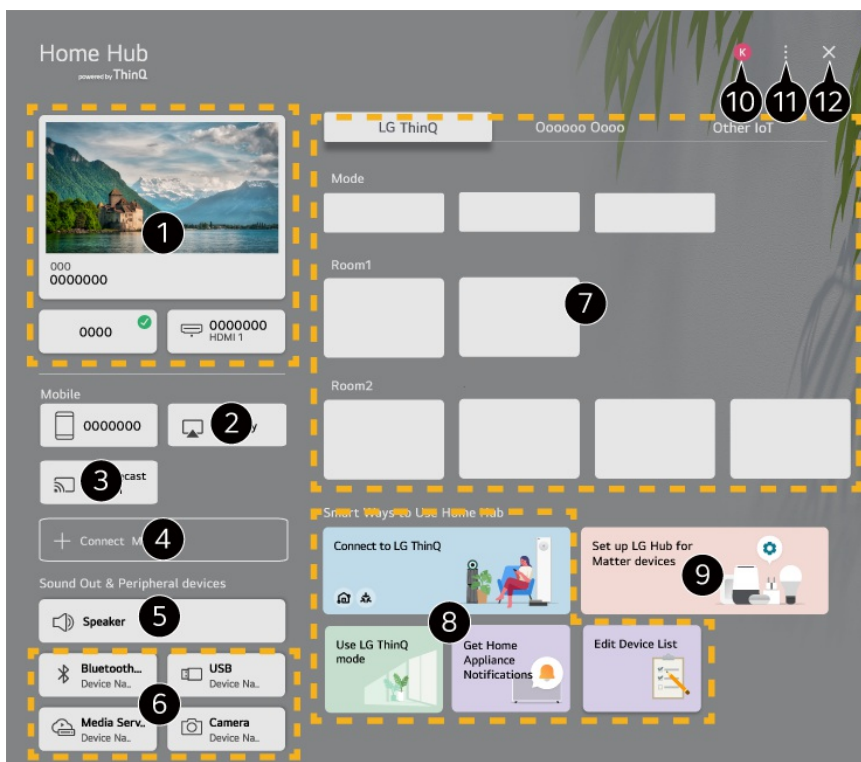 Home Hub
powered by ThinQ
K
10 11 12
LG ThinQ
Oooooo Oooo
Other IoT
1
000
0000000
0000
0000000
HDMI 1
Mode
Room1
7
Room2
Mobile
0000000
2
3
cast
+ Connect M
4
Sound Out & Peripheral devices
Speaker
5
Bluetooth...
Device Na..
USB
Device Na..
6
Media Serv..
Device Na..
Camera
Device Na..
Smart Ways to Use Home Hub
Connect to LG ThinQ
Set up LG Hub for
Matter devices
9
8
Use LG ThinQ
mode
Get Home
Appliance
Notifications
Edit Device List